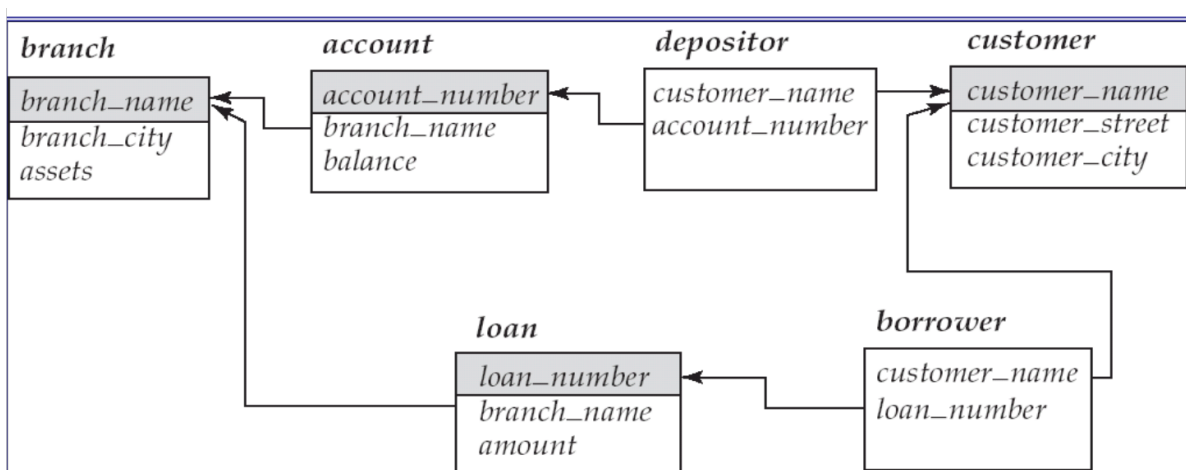 branch
branch_name
branch_city
assets
account
account_number
branch_name
balance
depositor
customer_name
account_number
customer
customer_name
customer_street
customer_city
loan
loan_number
branch_name
amount
borrower
customer_name
loan_number